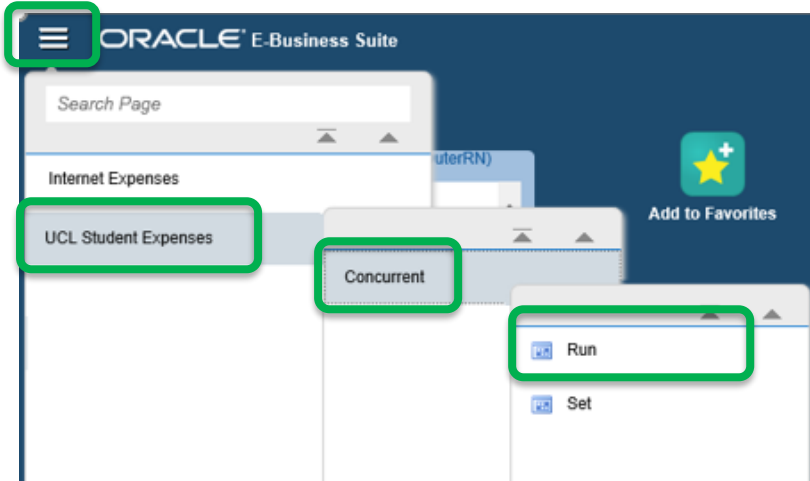 ORACLE E-Business Suite
Search Page
uterRN)
Internet Expenses
Add to Favorites
UCL Student Expenses
Concurrent
Run
Set